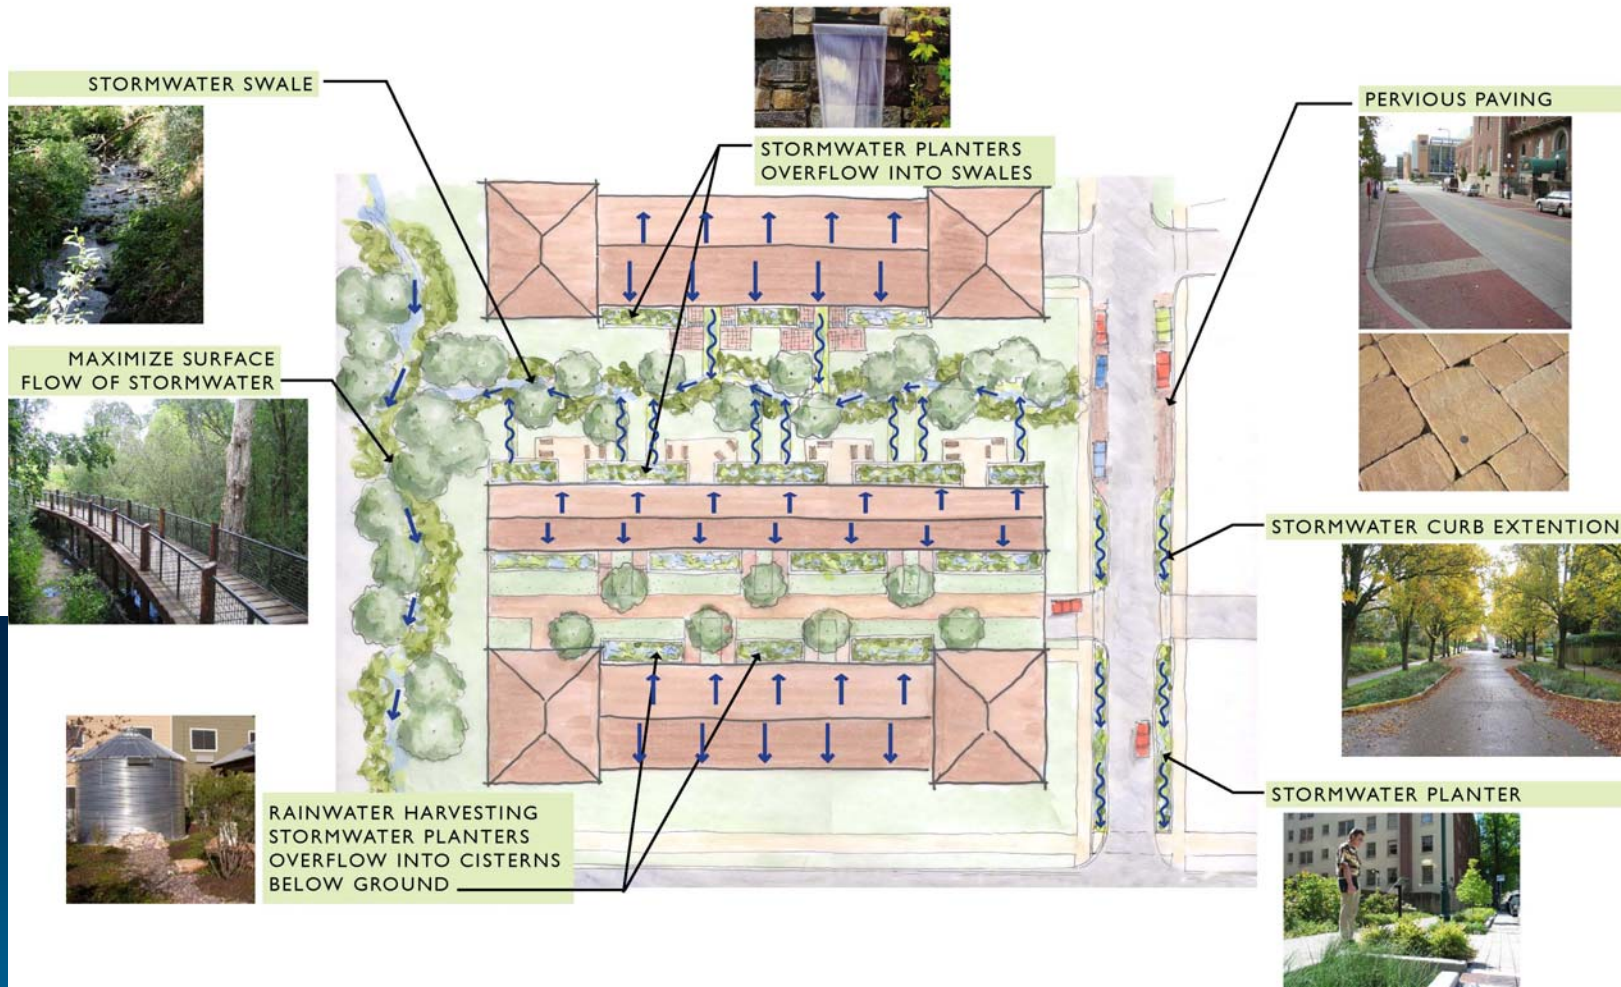 STORMWATER SWALE
MAXIMIZE SURFACE
FLOW OF STORMWATER
STORMWATER PLANTERS
OVERFLOW INTO SWALES
PERVIOUS PAVING
STORMWATER CURB EXTENTION
STORMWATER PLANTER
RAINWATER HARVESTING
STORMWATER PLANTERS
OVERFLOW INTO CISTERNS
BELOW GROUND